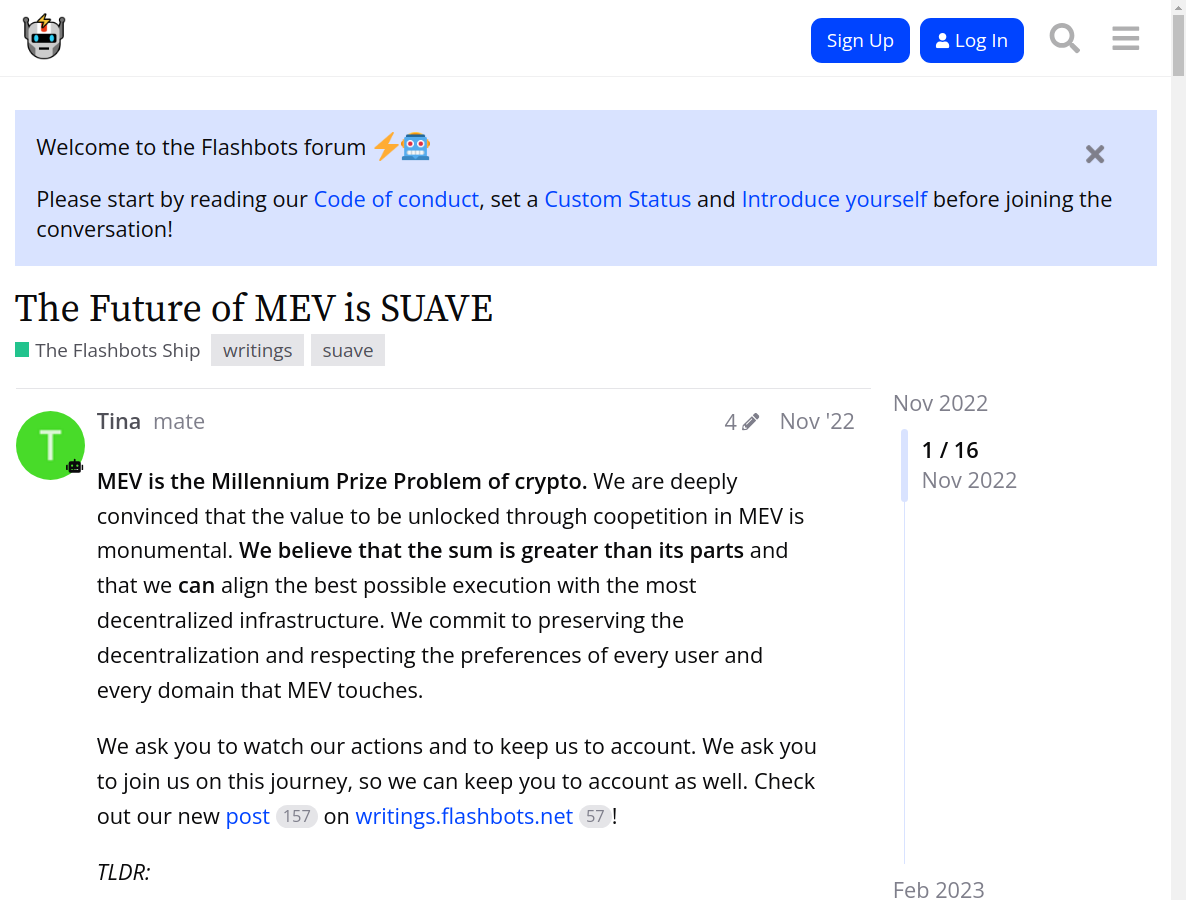 Sign Up
Log In
Welcome to the Flashbots forum
Please start by reading our Code of conduct, set a Custom Status and Introduce yourself before joining the
conversation!
The Future of MEV is SUAVE
The Flashbots Ship writings suave
Tina mate 4 Nov '22
MEV is the Millennium Prize Problem of crypto. We are deeply
convinced that the value to be unlocked through coopetition in MEV is
monumental. We believe that the sum is greater than its parts and
that we can align the best possible execution with the most
decentralized infrastructure. We commit to preserving the
decentralization and respecting the preferences of every user and
every domain that MEV touches.
We ask you to watch our actions and to keep us to account. We ask you
to join us on this journey, so we can keep you to account as well. Check
out our new post 157 on writings.flashbots.net 57!
TLDR:
Nov 2022
1 / 16
Nov 2022
Feb 2023
T